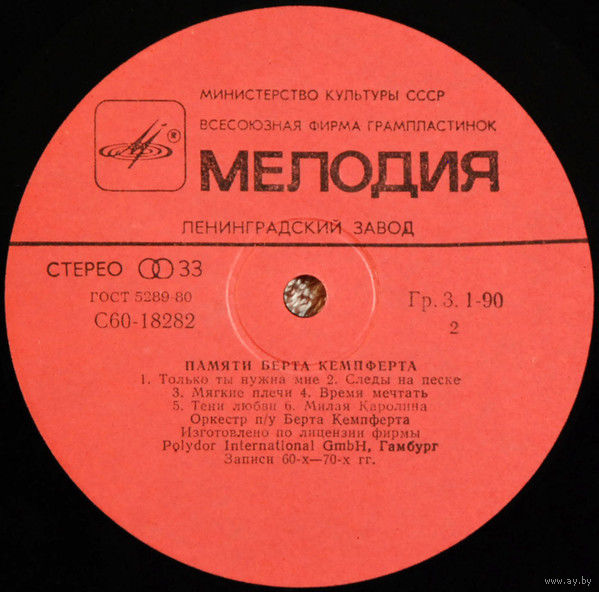 МИНИСТЕРСТВО КУЛЬТУРЫ СССР
ВСЕСОЮЗНАЯ ФИРМА ГРАМПЛАСТИНОК
®
МЕЛОДИЯ
ЛЕНИНГРАДСКИЙ ЗАВОД
СТЕРЕО 33
ГОСТ 5289-80
С60-18282
Гр. 3. 1-90
2
ПАМЯТИ БЕРТА КЕМПФЕРТА
1. Только ты нужна мне 2. Следы на песке
3. Мягкие плечи 4. Время мечтать
5. Тени любви 6. Милая Каролина
Оркестр п/у Берта Кемпферта
Изготовлено по лицензии фирмы
Polydor International GmbH, Гамбург
Записи 60-х—70-х гг.
www.ay.by